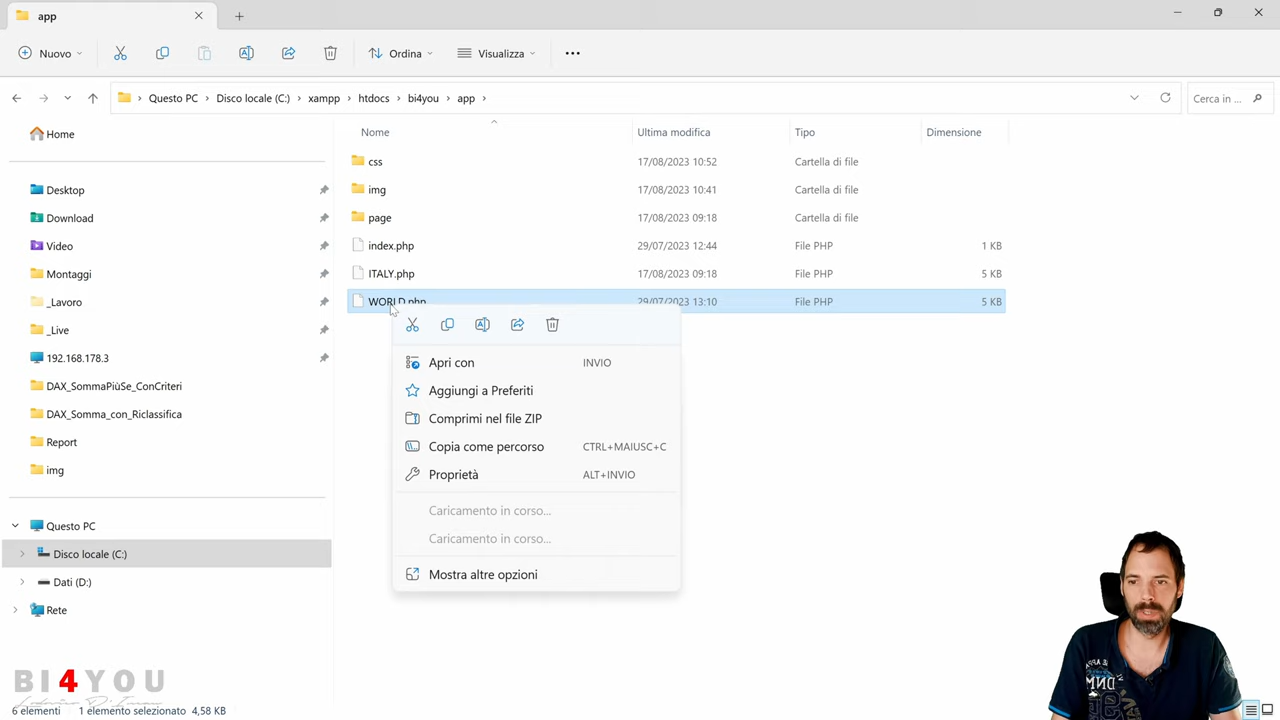 app
Nuovo
Ordina
Visualizza
Questo PC
Disco locale (C:)
xampp
htdocs
bi4you
app
Cerca in ...
Nome
Ultima modifica
Tipo
Dimensione
Home
Desktop
Download
Video
Montaggi
_Lavoro
_Live
192.168.178.3
DAX_SommaPiùSe_ConCriteri
DAX_Somma_con_Riclassifica
Report
img
Questo PC
Disco locale (C:)
Dati (D:)
Rete
css 17/08/2023 10:52 Cartella di file
img 17/08/2023 10:41 Cartella di file
page 17/08/2023 09:18 Cartella di file
index.php 29/07/2023 12:44 File PHP 1 KB
ITALY.php 17/08/2023 09:18 File PHP 5 KB
WORLD.php 29/07/2023 13:10 File PHP 5 KB
Apri con INVIO
Aggiungi a Preferiti
Comprimi nel file ZIP
Copia come percorso CTRL+MAIUSC+C
Proprietà ALT+INVIO
Caricamento in corso...
Caricamento in corso...
Mostra altre opzioni
BI4YOU
6 elementi 1 elemento selezionato 4,58 KB